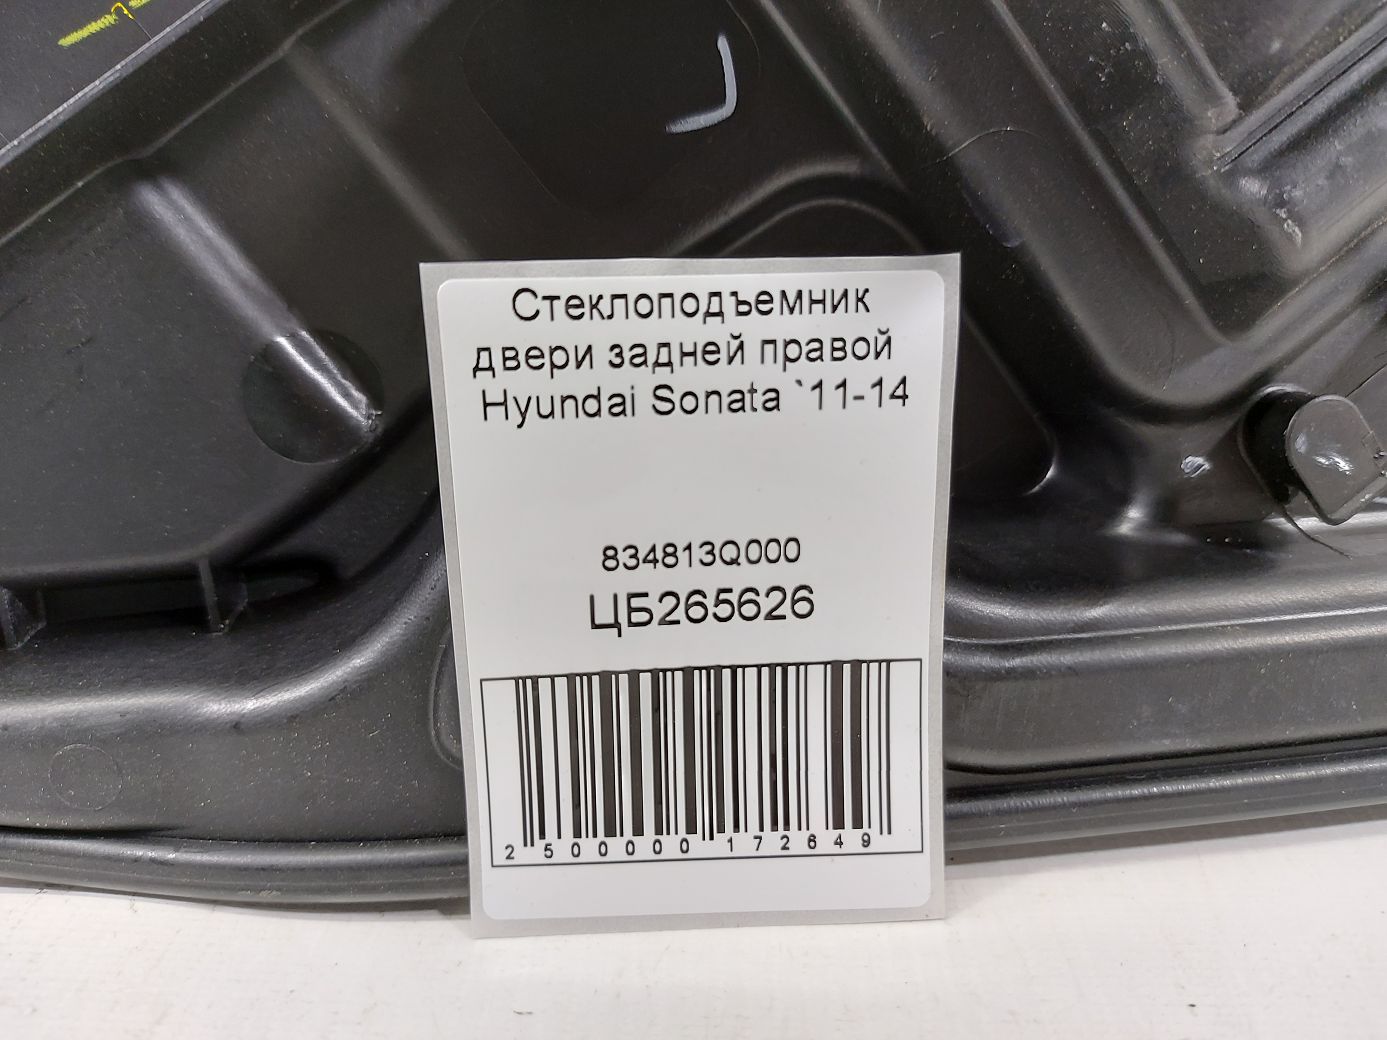 Стеклоподъемник
двери задней правой
Hyundai Sonata `11-14
834813Q000
ЦБ265626
2 500000 172649